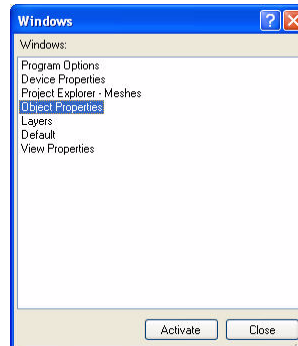 Windows
Windows:
Program Options
Device Properties
Project Explorer - Meshes
Object Properties
Layers
Default
View Properties
Activate
Close